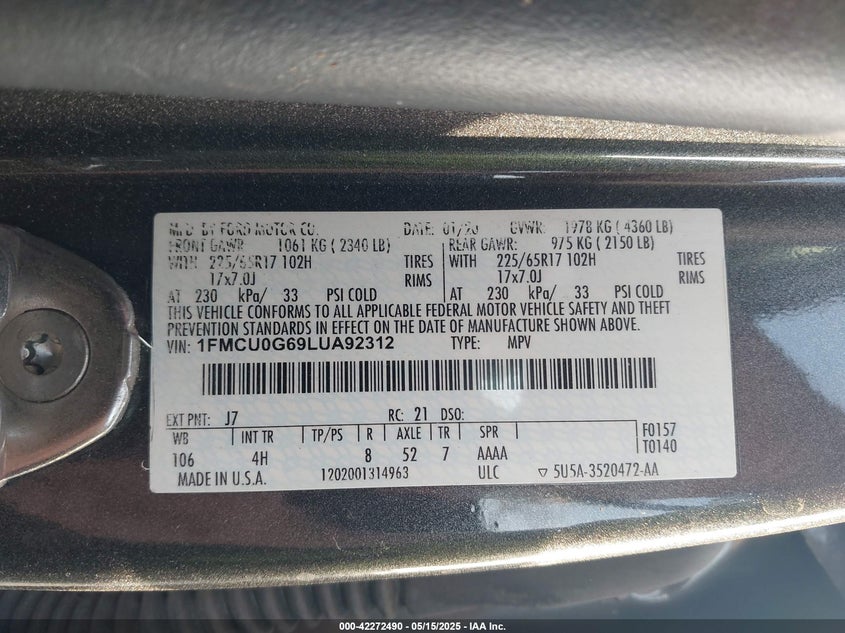 MFD. BY FORD MOTOR CO. DATE: 01/20 GVWR: 1978 KG ( 4360 LB)
FRONT GAWR: 1061 KG ( 2340 LB) REAR GAWR: 975 KG ( 2150 LB)
WITH 225/65R17 102H TIRES WITH 225/65R17 102H TIRES
17x7.0J RIMS 17x7.0J RIMS
AT 230 kPa/ 33 PSI COLD AT 230 kPa/ 33 PSI COLD
THIS VEHICLE CONFORMS TO ALL APPLICABLE FEDERAL MOTOR VEHICLE SAFETY AND THEFT
PREVENTION STANDARDS IN EFFECT ON THE DATE OF MANUFACTURE SHOWN ABOVE.
VIN: 1FMCU0G69LUA92312 TYPE: MPV
EXT PNT: J7 RC: 21 DSO:
WB INT TR TP/PS R AXLE TR SPR F0157
106 4H 8 52 7 AAAA T0140
MADE IN U.S.A. 1202001314963 ULC ▽ 5U5A-3520472-AA
000-42272490 — 05/15/2025 — IAA, Inc.